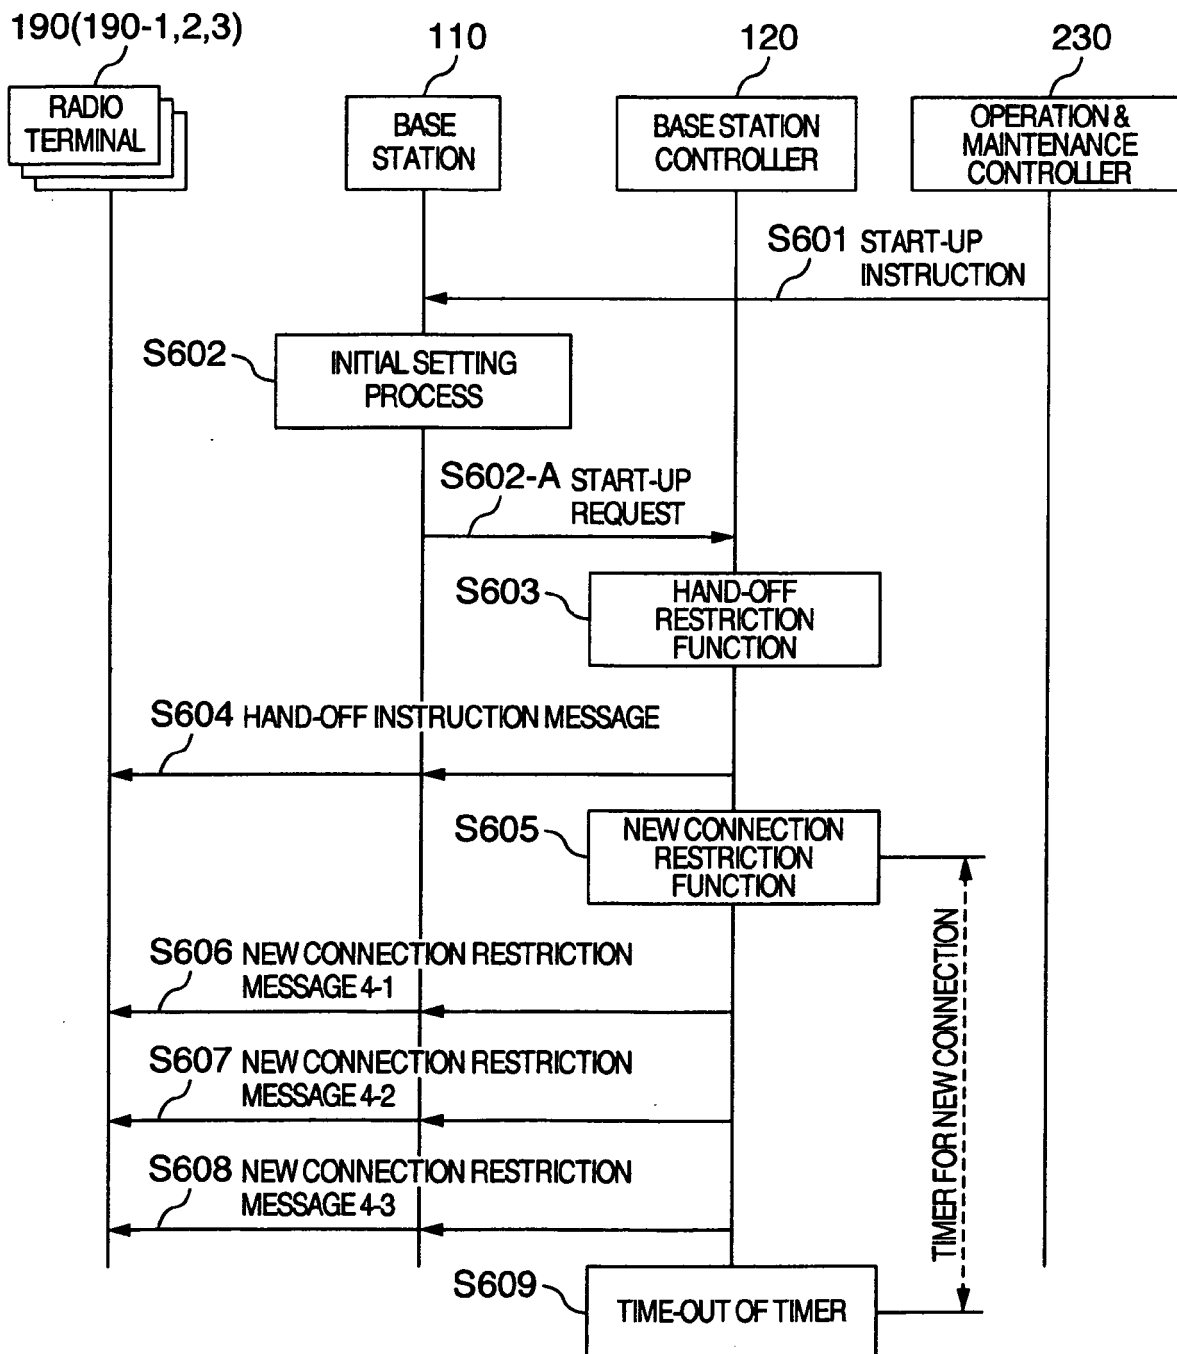 190(190-1,2,3)
110
120
230
RADIO
TERMINAL
BASE
STATION
BASE STATION
CONTROLLER
OPERATION &
MAINTENANCE
CONTROLLER
S601 START-UP
INSTRUCTION
S602
INITIAL SETTING
PROCESS
S602-A START-UP
REQUEST
S603
HAND-OFF
RESTRICTION
FUNCTION
S604 HAND-OFF INSTRUCTION MESSAGE
S605
NEW CONNECTION
RESTRICTION
FUNCTION
TIMER FOR NEW CONNECTION
S606 NEW CONNECTION RESTRICTION
MESSAGE 4-1
S607 NEW CONNECTION RESTRICTION
MESSAGE 4-2
S608 NEW CONNECTION RESTRICTION
MESSAGE 4-3
S609
TIME-OUT OF TIMER